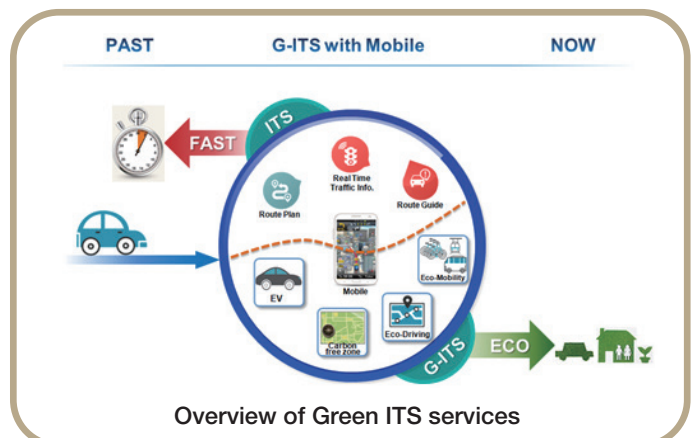 PAST
G-ITS with Mobile
NOW
ITS
FAST
Real Time
Traffic Info.
Route Plan
Route Guide
Mobile
EV
Eco-Mobility
Carbon
free zone
Eco-Driving
G-ITS
ECO
Overview of Green ITS services